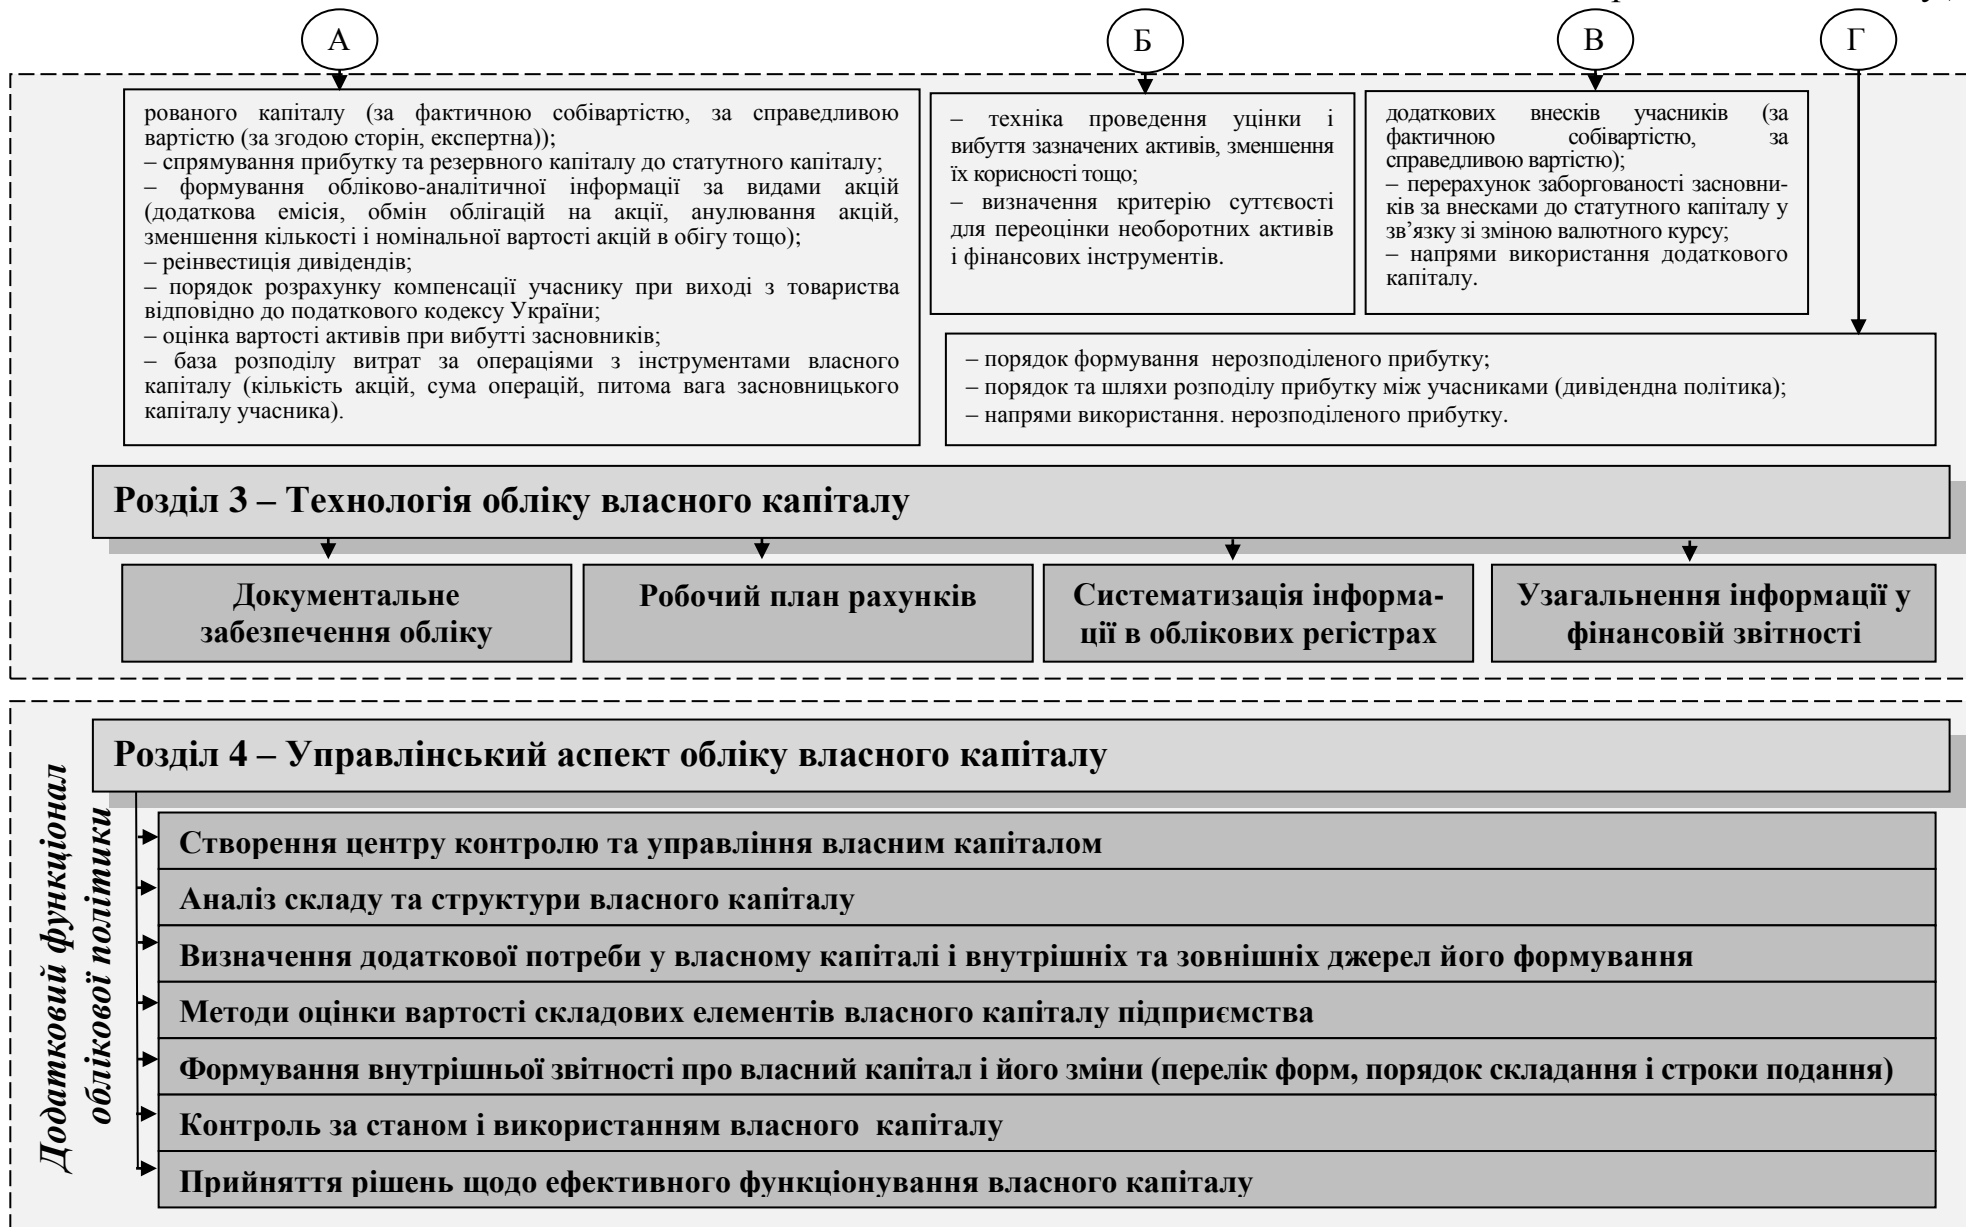 А
Б
В
Г
рованого капіталу (за фактичною собівартістю, за справедливою
вартістю (за згодою сторін, експертна));
– спрямування прибутку та резервного капіталу до статутного капіталу;
– формування обліково-аналітичної інформації за видами акцій
(додаткова емісія, обмін облігацій на акції, анулювання акцій,
зменшення кількості і номінальної вартості акцій в обігу тощо);
– реінвестиція дивідендів;
– порядок розрахунку компенсації учаснику при виході з товариства
відповідно до податкового кодексу України;
– оцінка вартості активів при вибутті засновників;
– база розподілу витрат за операціями з інструментами власного
капіталу (кількість акцій, сума операцій, питома вага засновницького
капіталу учасника).
– техніка проведення уцінки і
вибуття зазначених активів, зменшення
їх корисності тощо;
– визначення критерію суттєвості
для переоцінки необоротних активів
і фінансових інструментів.
додаткових внесків учасників (за
фактичною собівартістю, за
справедливою вартістю);
– перерахунок заборгованості засновни-
ків за внесками до статутного капіталу у
зв’язку зі зміною валютного курсу;
– напрями використання додаткового
капіталу.
– порядок формування нерозподіленого прибутку;
– порядок та шляхи розподілу прибутку між учасниками (дивідендна політика);
– напрями використання. нерозподіленого прибутку.
Розділ 3 – Технологія обліку власного капіталу
Документальне
забезпечення обліку
Робочий план рахунків
Систематизація інформа-
ції в облікових регістрах
Узагальнення інформації у
фінансовій звітності
Додатковий функціонал
облікової політики
Розділ 4 – Управлінський аспект обліку власного капіталу
Створення центру контролю та управління власним капіталом
Аналіз складу та структури власного капіталу
Визначення додаткової потреби у власному капіталі і внутрішніх та зовнішніх джерел його формування
Методи оцінки вартості складових елементів власного капіталу підприємства
Формування внутрішньої звітності про власний капітал і його зміни (перелік форм, порядок складання і строки подання)
Контроль за станом і використанням власного капіталу
Прийняття рішень щодо ефективного функціонування власного капіталу